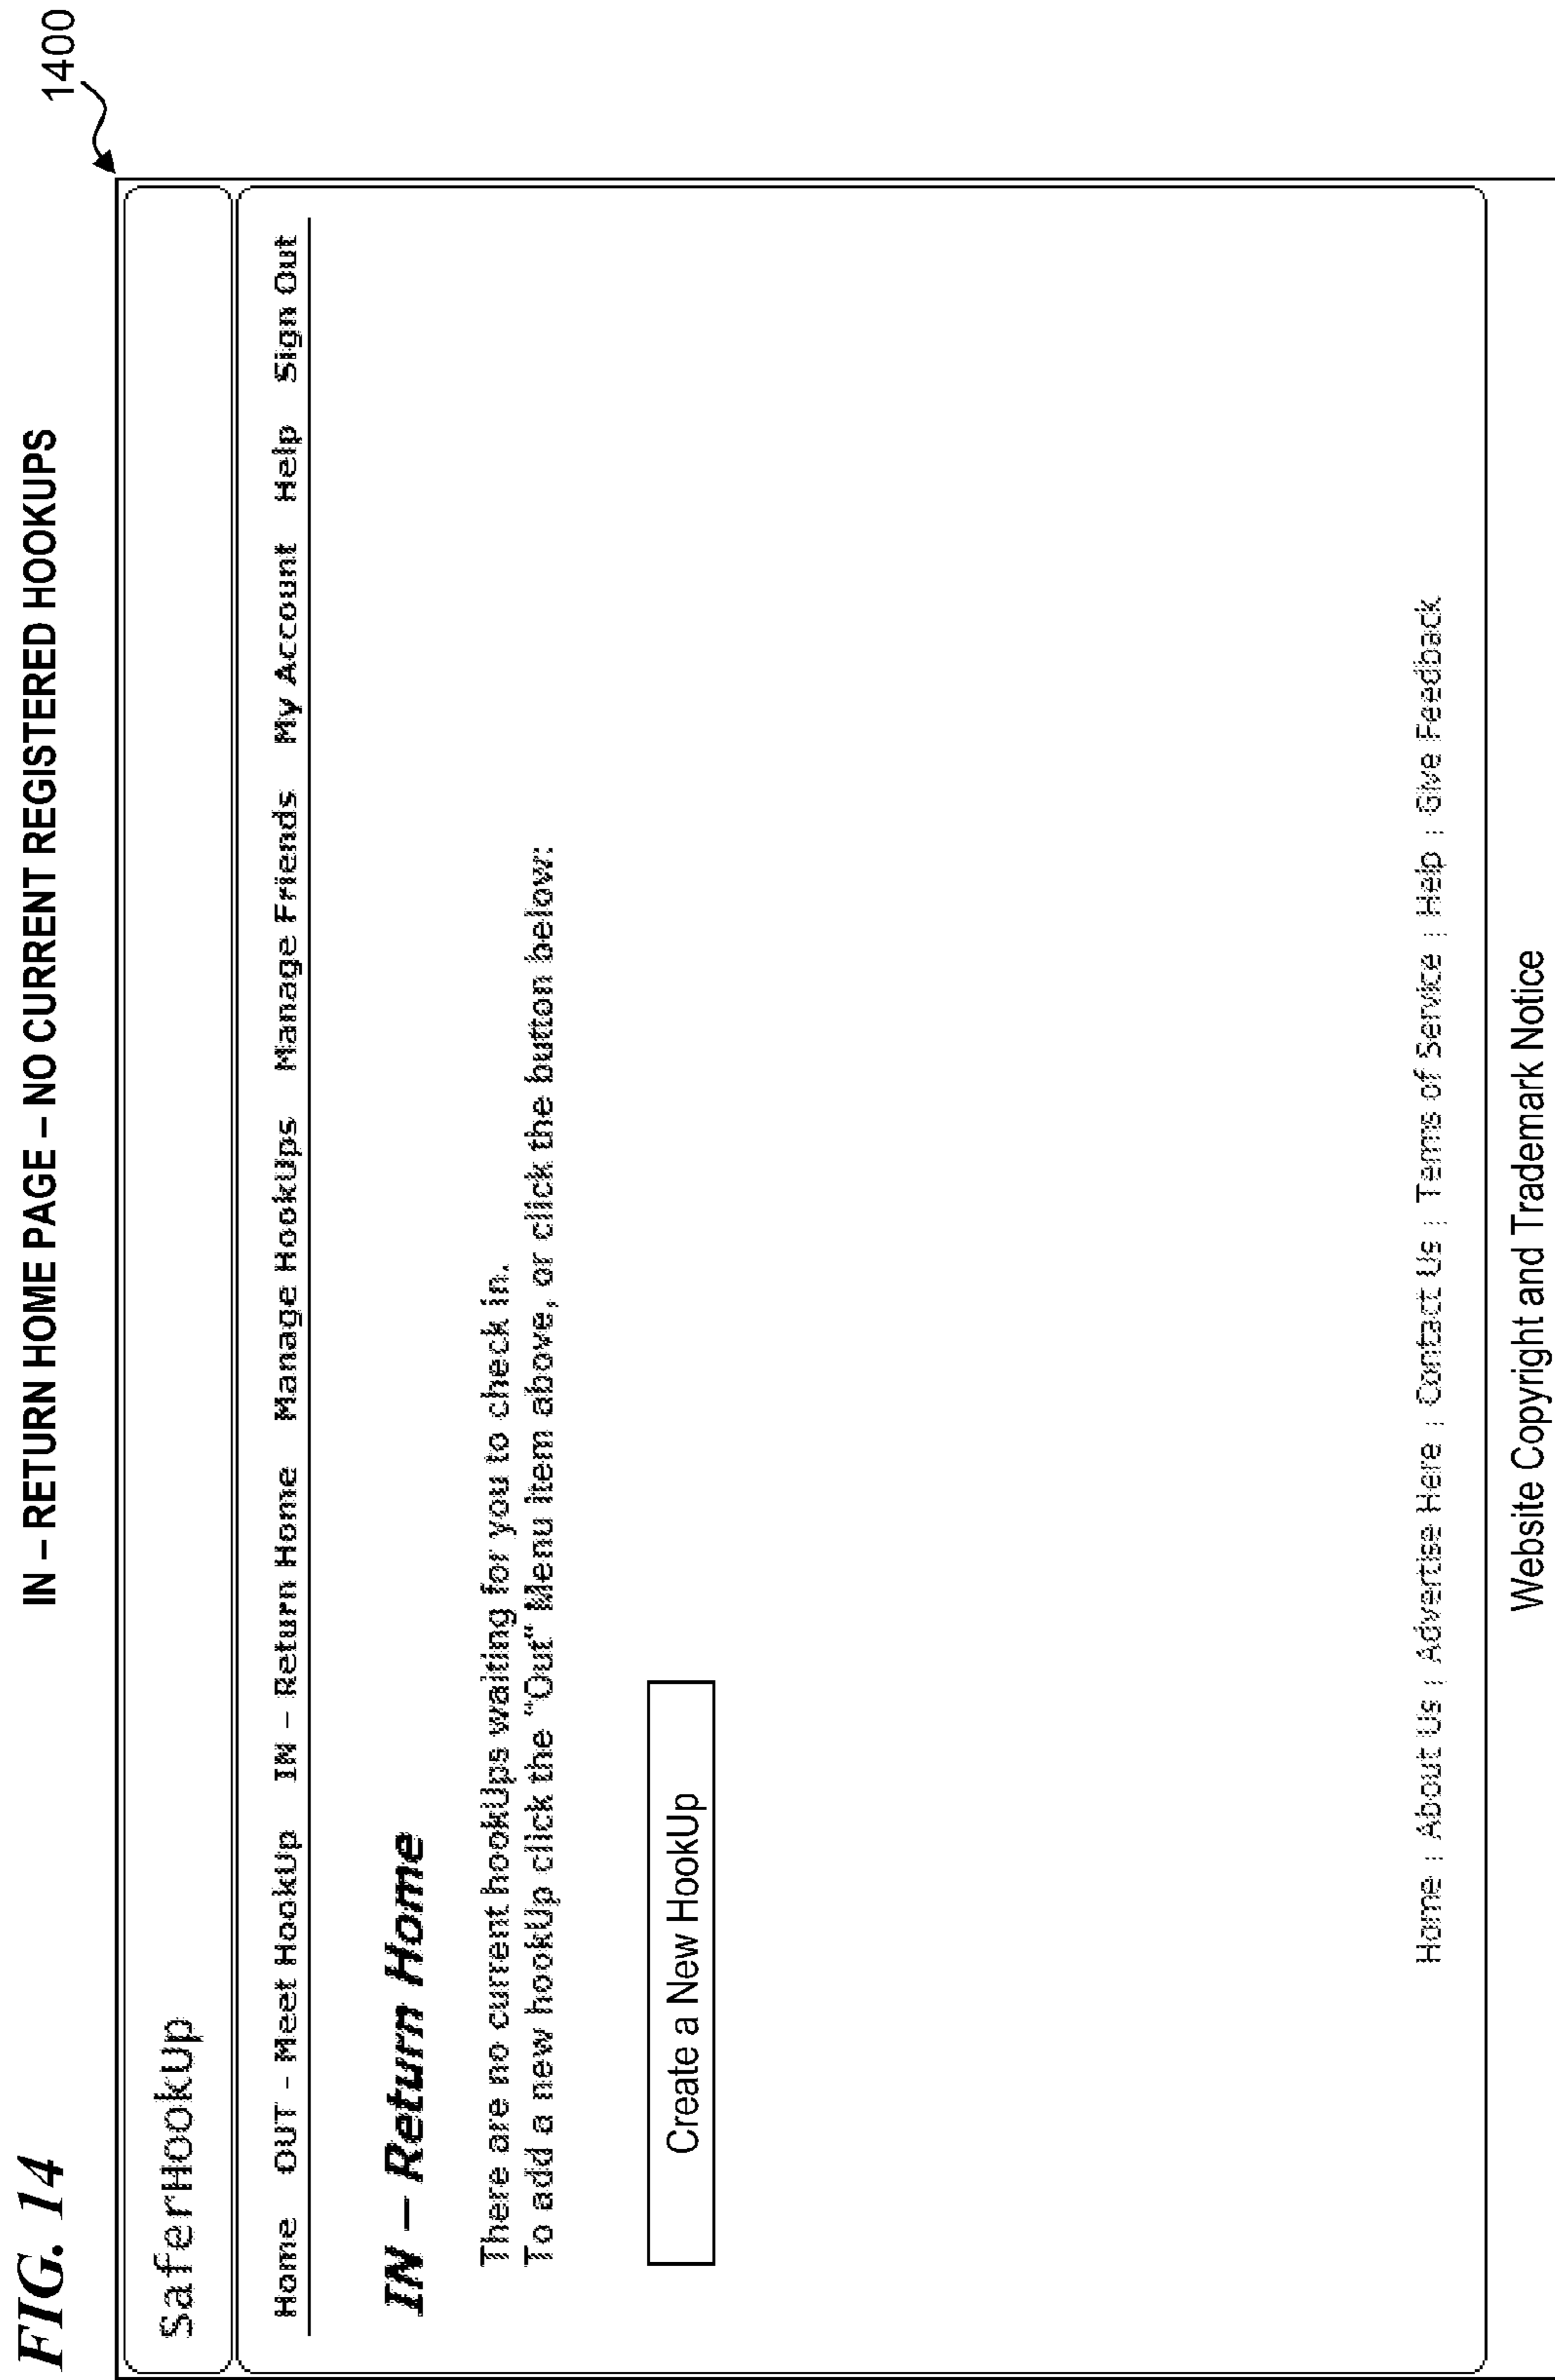 FIG. 14
IN – RETURN HOME PAGE – NO CURRENT REGISTERED HOOKUPS
1400
SaferHookUp
Home OUT - Meet HookUp IN – Return Home Manage HookUps Manage Friends My Account Help Sign Out
IN – Return Home
There are no current hookUps waiting for you to check in.
To add a new hookUp click the "Out" Menu item above, or click the button below:
Create a New HookUp
Home | About Us | Advertise Here | Contact Us | Terms of Service | Help | Give Feedback
Website Copyright and Trademark Notice